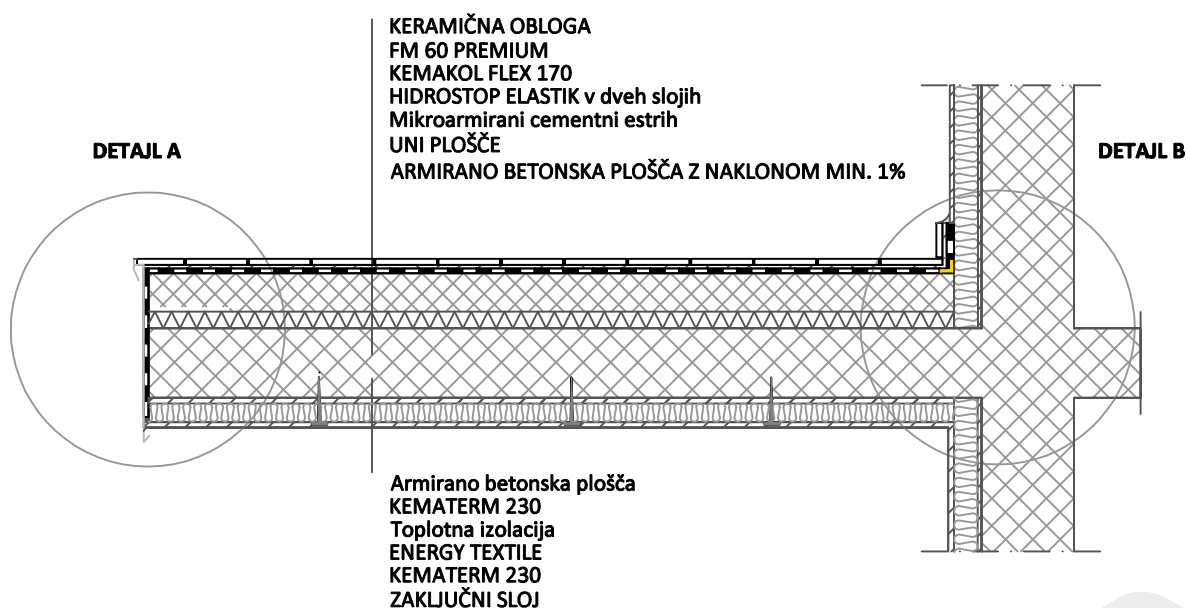 KERAMIČNA OBLOGA
FM 60 PREMIUM
KEMAKOL FLEX 170
HIDROSTOP ELASTIK v dveh slojih
Mikroarmirani cementni estrih
UNI PLOŠČE
ARMIRANO BETONSKA PLOŠČA Z NAKLONOM MIN. 1%
DETAJL A
DETAJL B
Armirano betonska plošča
KEMATERM 230
Toplotna izolacija
ENERGY TEXTILE
KEMATERM 230
ZAKLJUČNI SLOJ